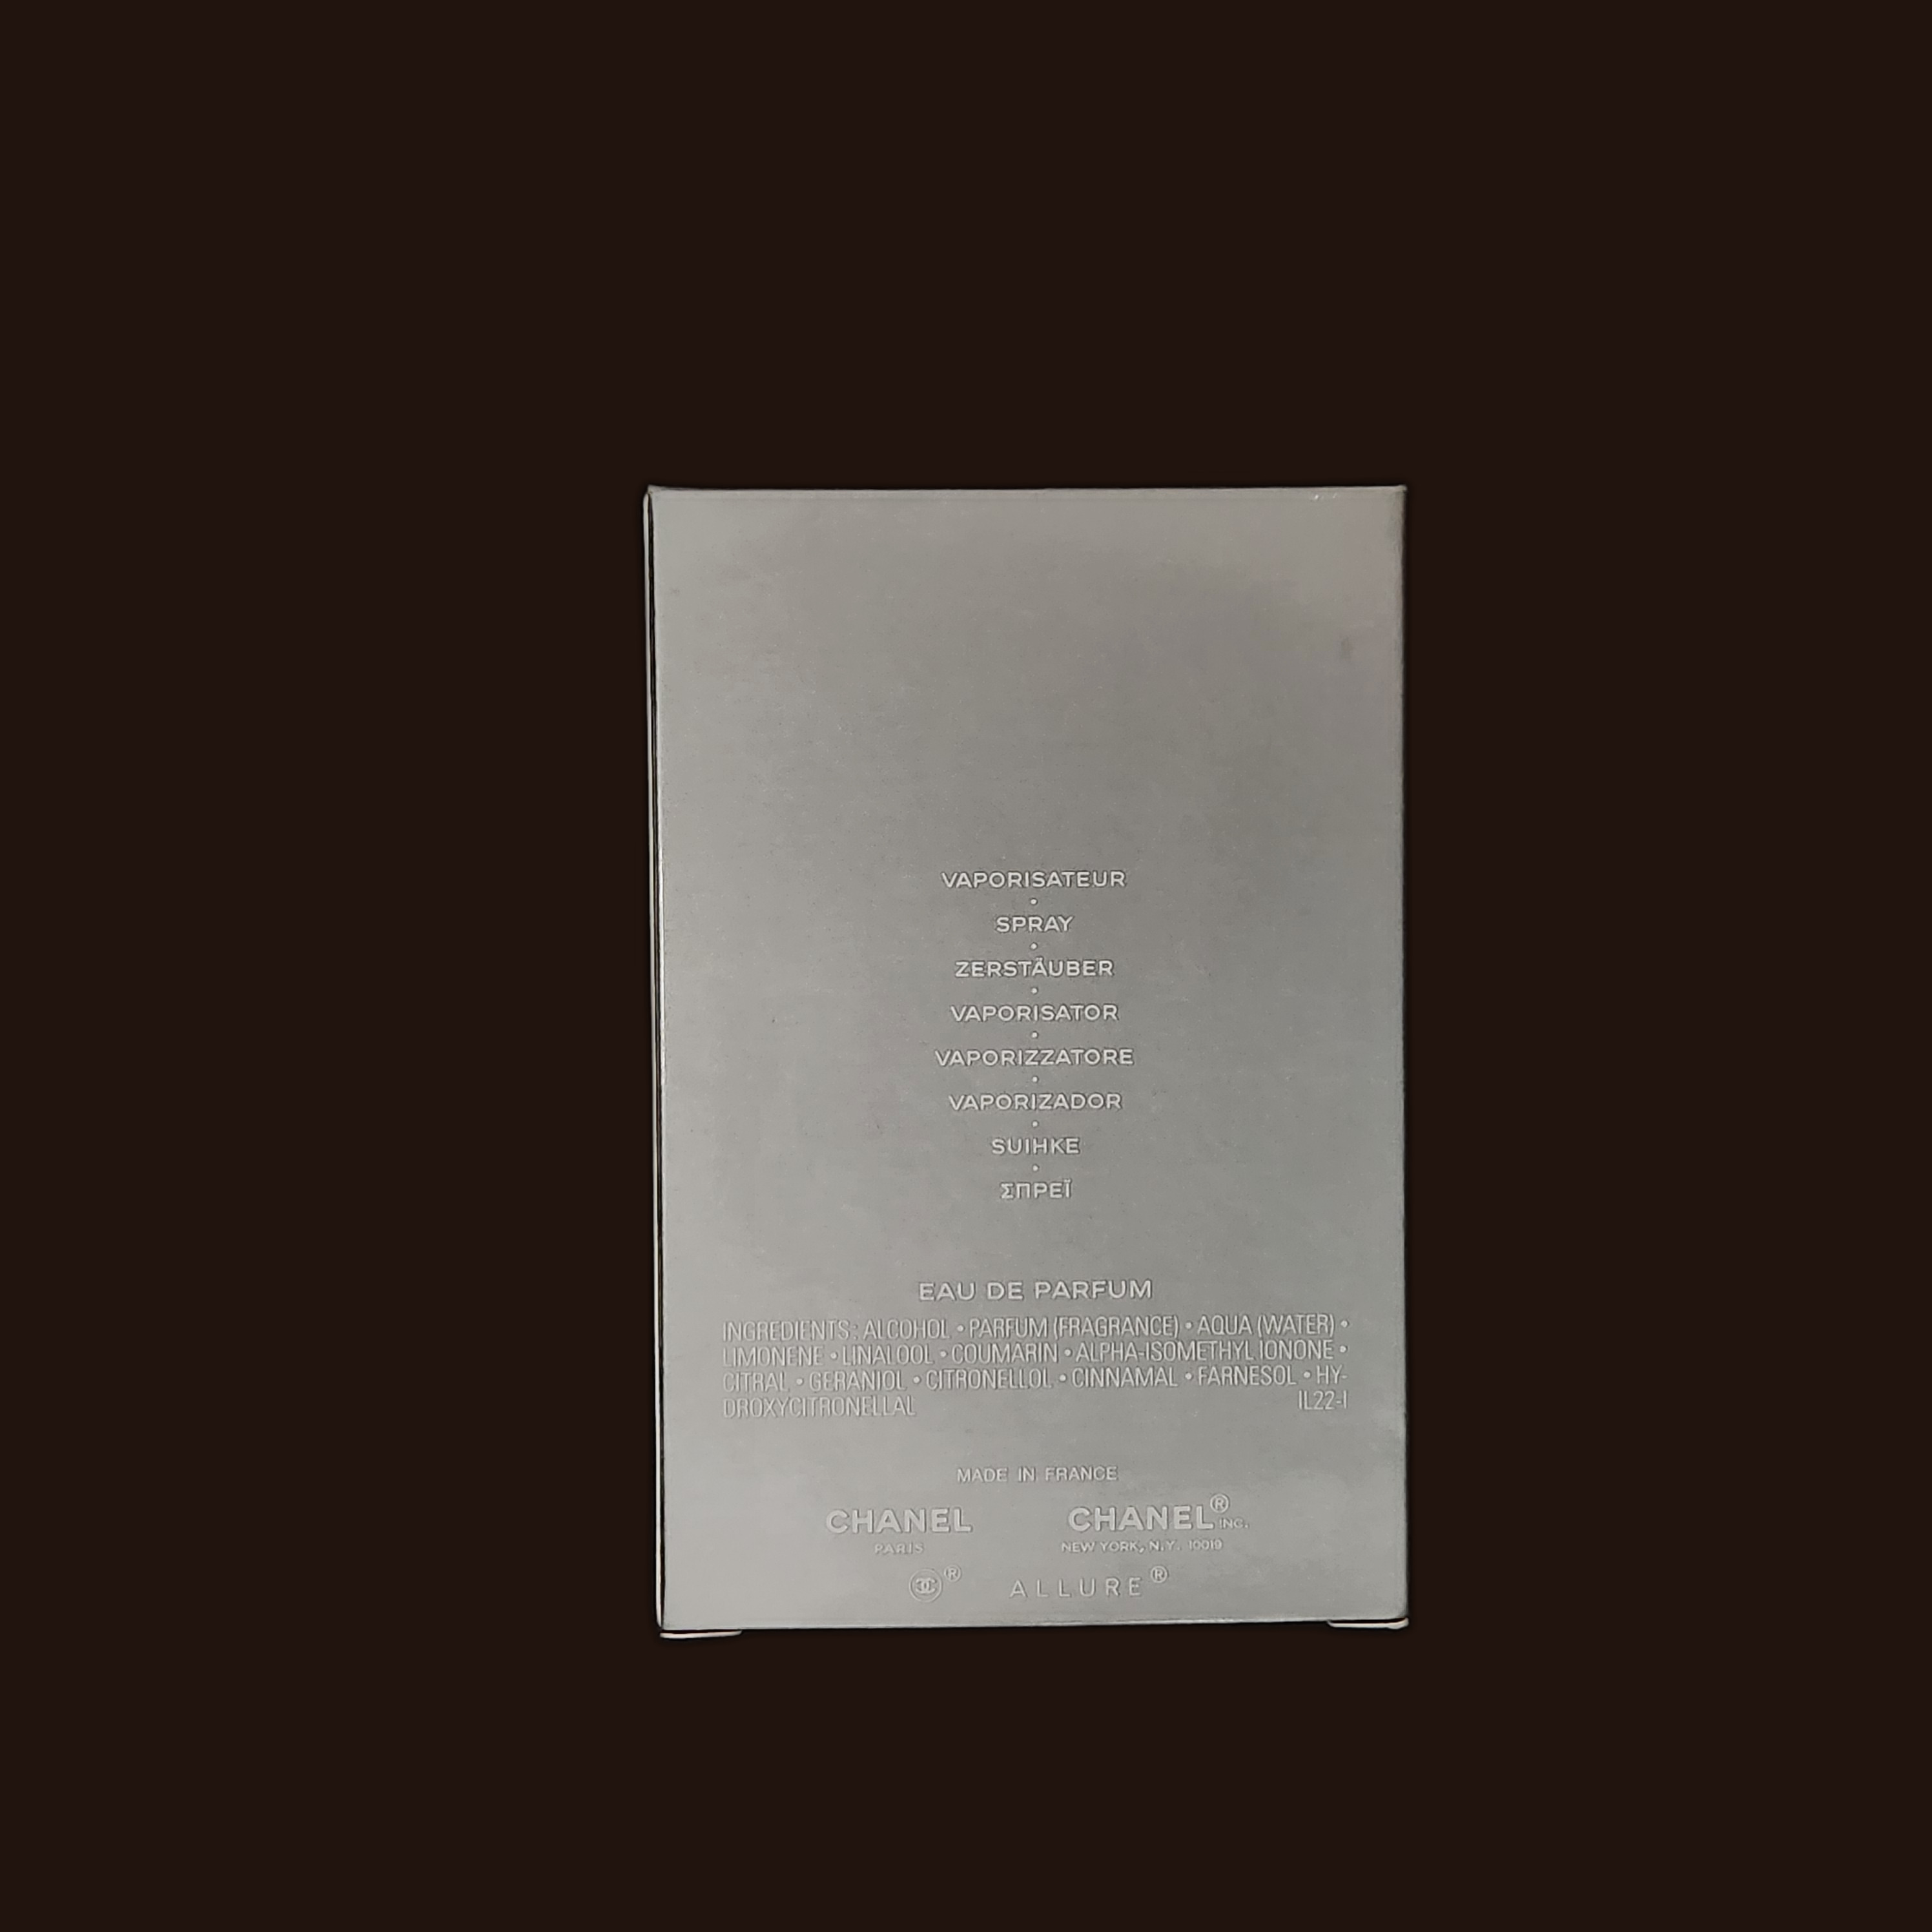 VAPORISATEUR
•
SPRAY
•
ZERSTÄUBER
•
VAPORISATOR
•
VAPORIZZATORE
•
VAPORIZADOR
•
SUIHKE
•
ΣΠΡΕΪ
EAU DE PARFUM
INGREDIENTS: ALCOHOL • PARFUM (FRAGRANCE) • AQUA (WATER) •
LIMONENE • LINALOOL • COUMARIN • ALPHA-ISOMETHYL IONONE •
CITRAL • GERANIOL • CITRONELLOL • CINNAMAL • FARNESOL • HY-
DROXYCITRONELLAL IL22-I
MADE IN FRANCE
CHANEL CHANEL® INC.
PARIS NEW YORK, N.Y. 10019
® ALLURE®